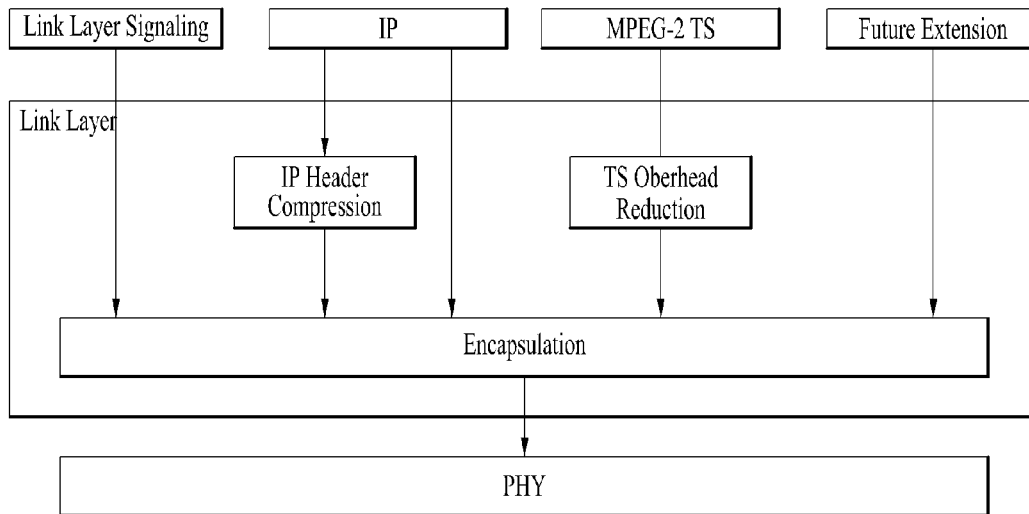 Link Layer Signaling
IP
MPEG-2 TS
Future Extension
Link Layer
IP Header
Compression
TS Oberhead
Reduction
Encapsulation
PHY